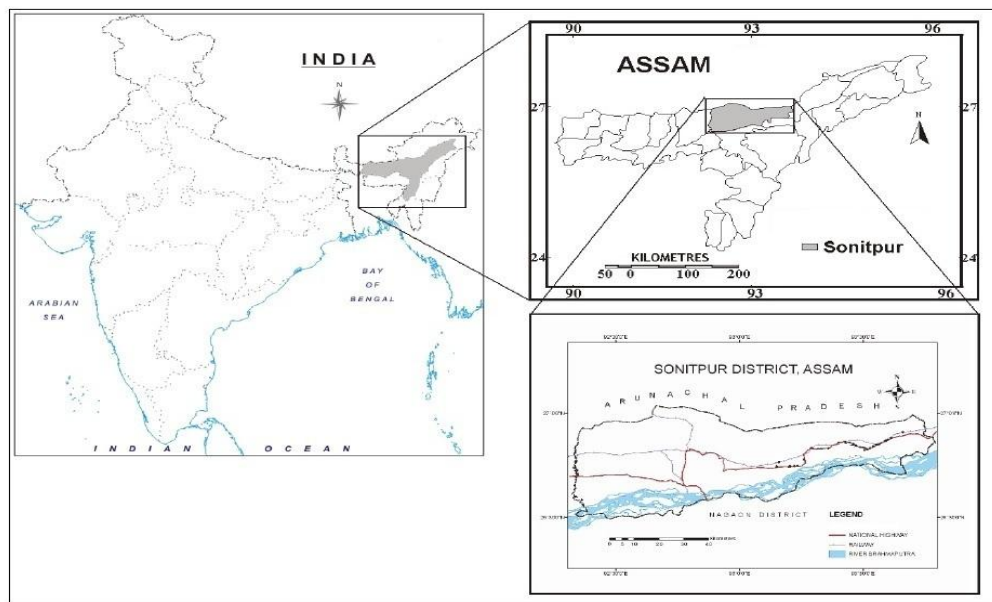 INDIA
N
BAY
OF
BENGAL
ARABIAN
SEA
INDIAN OCEAN
90 93 96
ASSAM
27 27
N
Sonitpur
KILOMETRES
50 0 100 200
24 24
90 93 96
SONITPUR DISTRICT, ASSAM
N
ARUNACHAL PRADESH
NAGAON DISTRICT
LEGEND
NATIONAL HIGHWAY
RAILWAY
RIVER BRAHMAPUTRA